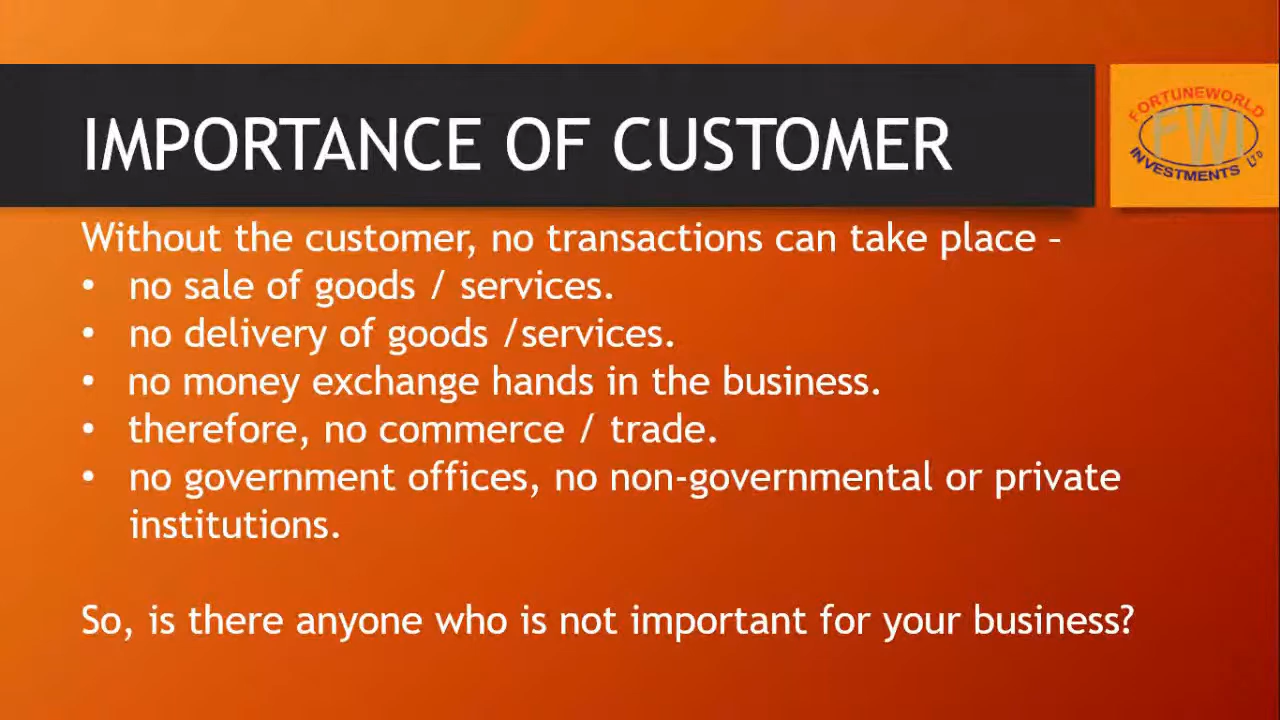 IMPORTANCE OF CUSTOMER
FORTUNEWORLD
FWI
INVESTMENTS LTD
Without the customer, no transactions can take place –
• no sale of goods / services.
• no delivery of goods /services.
• no money exchange hands in the business.
• therefore, no commerce / trade.
• no government offices, no non-governmental or private
institutions.
So, is there anyone who is not important for your business?